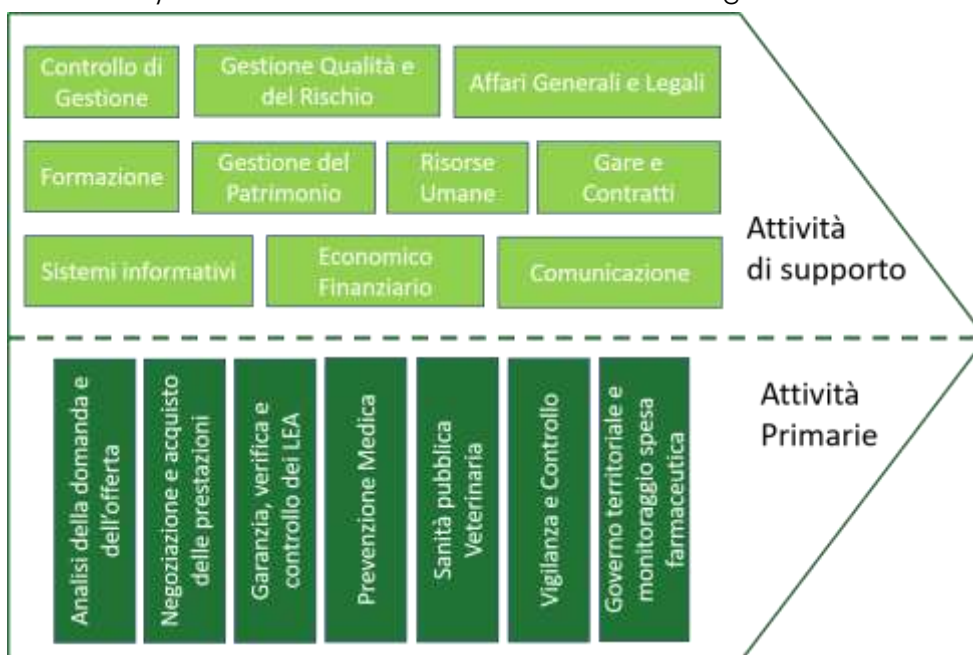 Controllo di
Gestione
Gestione Qualità e
del Rischio
Affari Generali e Legali
Formazione
Gestione del
Patrimonio
Risorse
Umane
Gare e
Contratti
Sistemi informativi
Economico
Finanziario
Comunicazione
Attività
di supporto
Analisi della domanda e
dell'offerta
Negoziazione e acquisto
delle prestazioni
Garanzia, verifica e
controllo dei LEA
Prevenzione Medica
Sanità pubblica
Veterinaria
Vigilanza e Controllo
Governo territoriale e
monitoraggio spesa
farmaceutica
Attività
Primarie